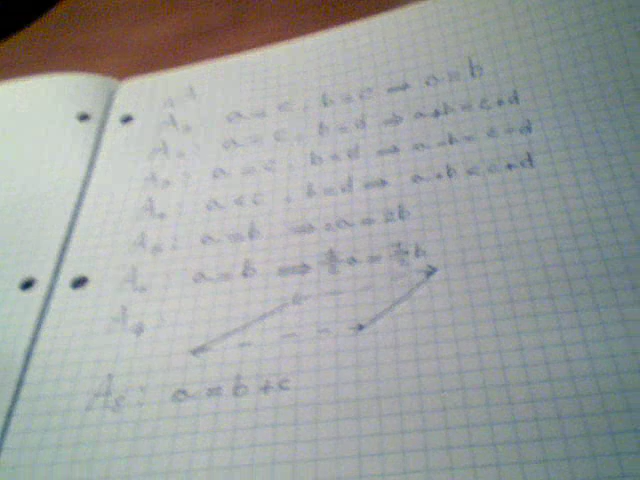 A
A₁ a = c , b = c ⇒ a = b
A₂: a = c , b = d ⇒ a+b = c+d
A₃: a = c , b = d ⇒ a-b = c-d
A₄: a < c , b = d ⇒ a+b < c+d
A₅: a = b ⇒ 2a = 2b
A₆ a = b ⇒ ½a = ½b
A₇:
A₈: a = b + c